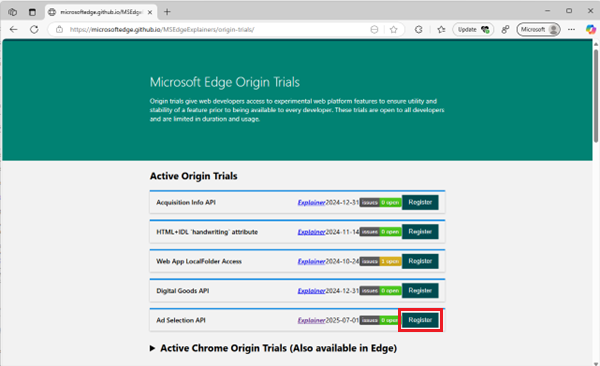 microsoftedge.github.io/MSEdge
https://microsoftedge.github.io/MSEdgeExplainers/origin-trials/
Update
Microsoft
Microsoft Edge Origin Trials
Origin trials give web developers access to experimental web platform features to ensure utility and
stability of a feature prior to being available to every developer. These trials are open to all developers
and are limited in duration and usage.
Active Origin Trials
Acquisition Info API Explainer 2024-12-31 issues 0 open Register
HTML+IDL `handwriting` attribute Explainer 2024-11-14 issues 0 open Register
Web App LocalFolder Access Explainer 2024-10-24 issues 1 open Register
Digital Goods API Explainer 2024-12-31 issues 0 open Register
Ad Selection API Explainer 2025-07-01 issues 0 open Register
Active Chrome Origin Trials (Also available in Edge)